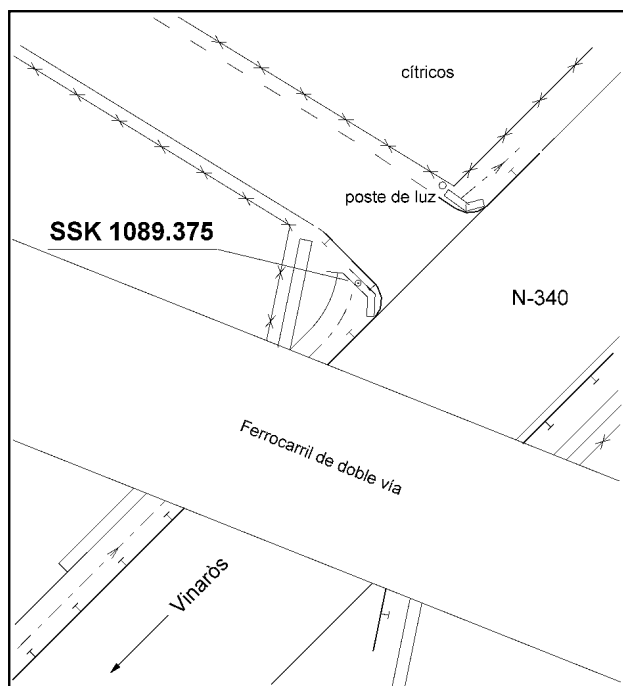 cítricos
poste de luz
SSK 1089.375
N-340
Ferrocarril de doble vía
Vinaròs